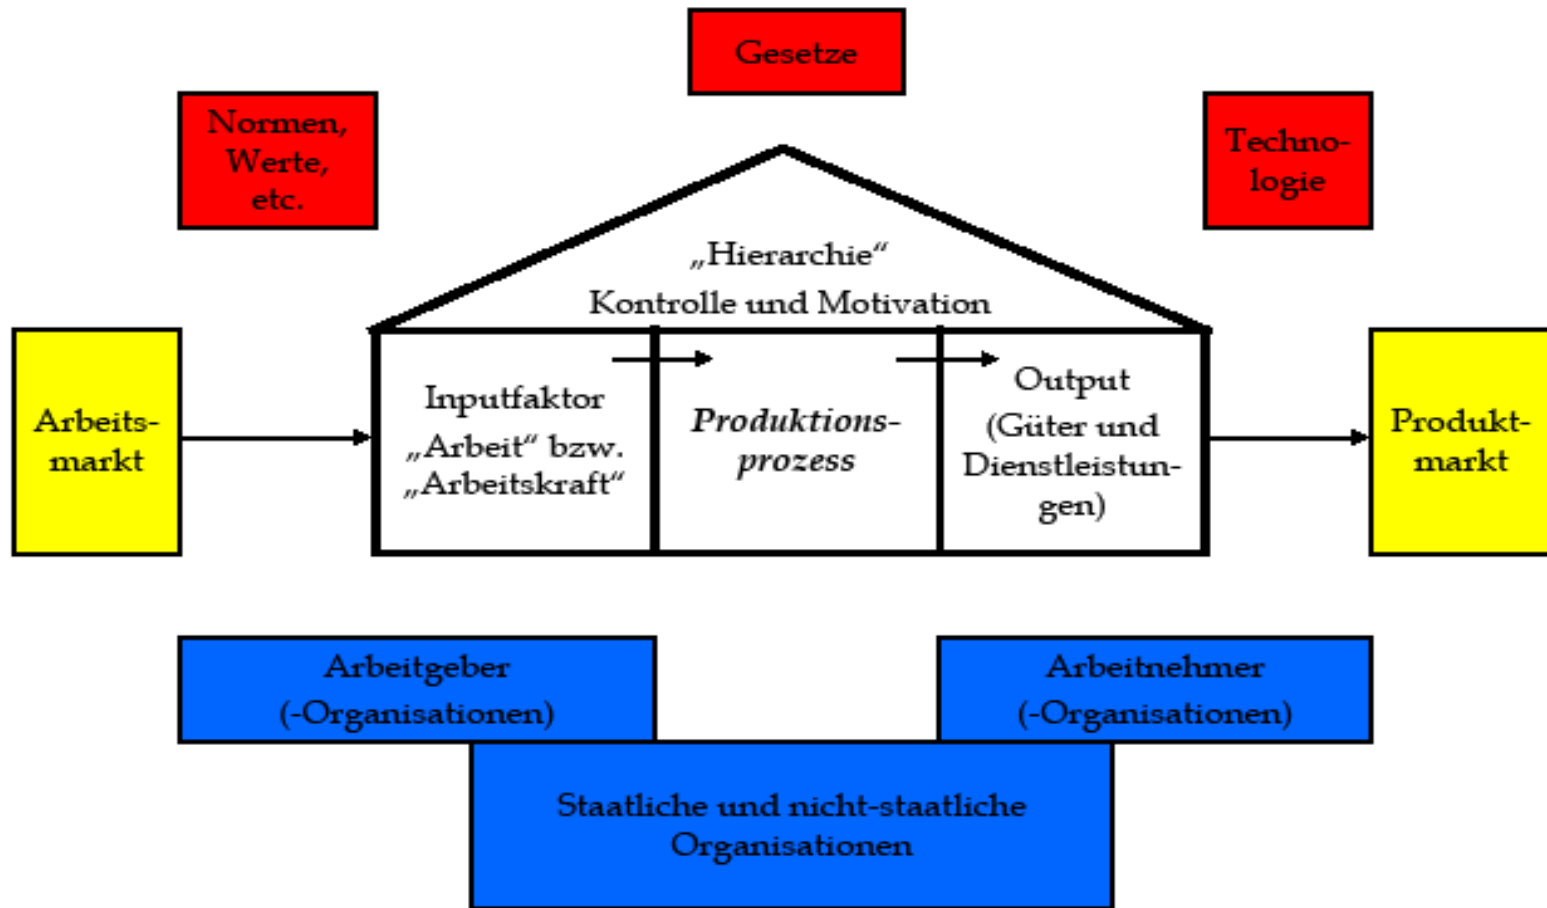 Gesetze
Normen,
Werte,
etc.
Techno-
logie
„Hierarchie“
Kontrolle und Motivation
Arbeits-
markt
Inputfaktor
„Arbeit“ bzw.
„Arbeitskraft“
Produktions-
prozess
Output
(Güter und
Dienstleistun-
gen)
Produkt-
markt
Arbeitgeber
(-Organisationen)
Arbeitnehmer
(-Organisationen)
Staatliche und nicht-staatliche
Organisationen